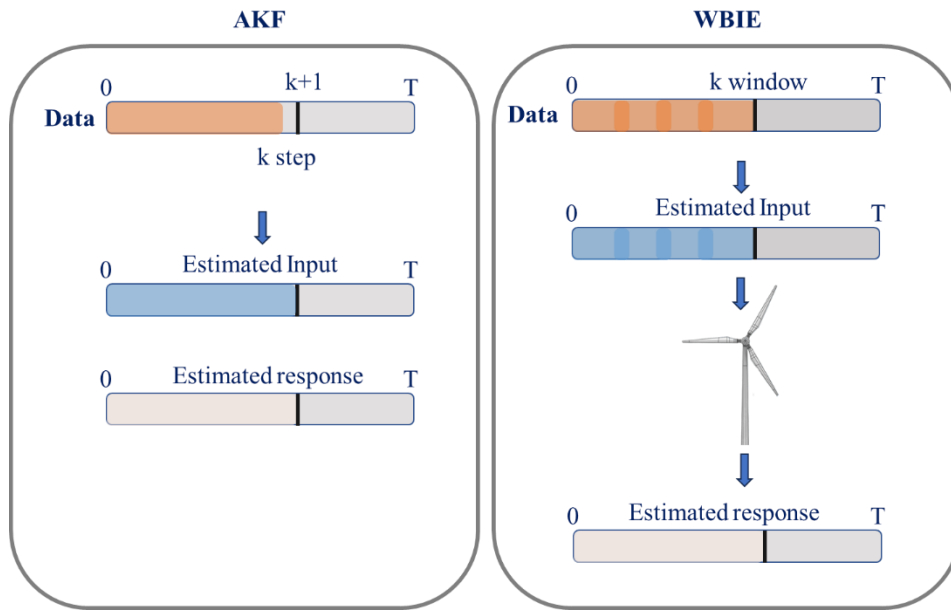 AKF
0
k+1
T
Data
k step
Estimated Input
0
T
Estimated response
0
T
WBIE
0
k window
T
Data
Estimated Input
0
T
Estimated response
0
T